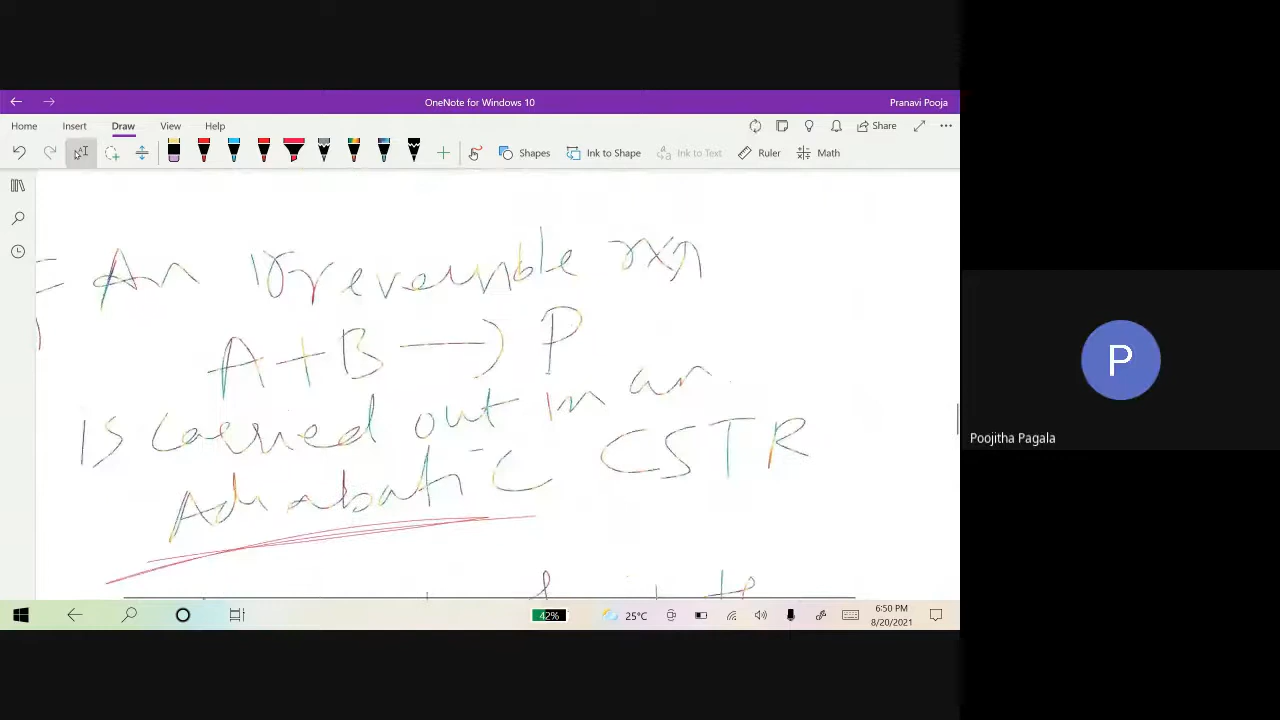 OneNote for Windows 10
Pranavi Pooja
Home Insert Draw View Help
Share
Shapes Ink to Shape Ink to Text Ruler Math
An irreversible rxn
A+B → P
is carried out in an
Adiabatic CSTR
P
Poojitha Pagala
42% 25°C
6:50 PM
8/20/2021